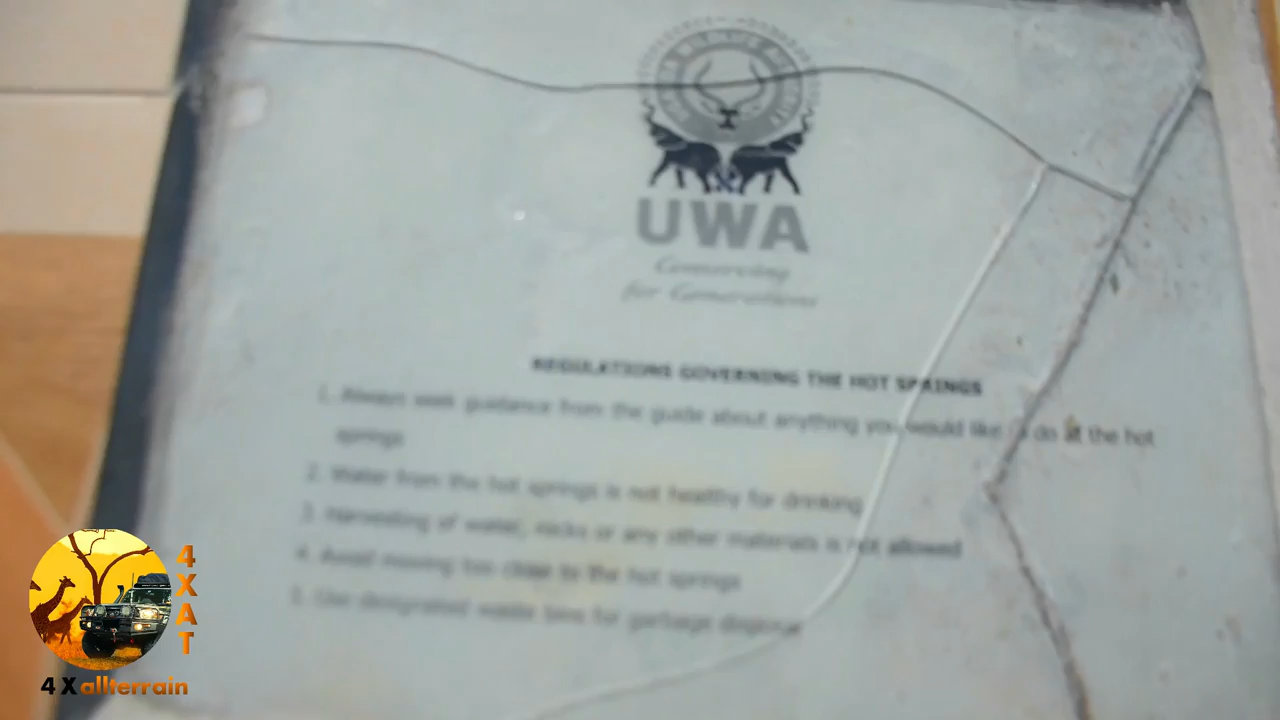 UWA
Conserving
for Generations
REGULATIONS GOVERNING THE HOT SPRINGS
1. Always seek guidance from the guide about anything you would like to do at the hot
springs
2. Water from the hot springs is not healthy for drinking
3. Harvesting of water, rocks or any other materials is not allowed
4. Avoid moving too close to the hot springs
5. Use designated waste bins for garbage disposal
4XAT
4 X allterrain